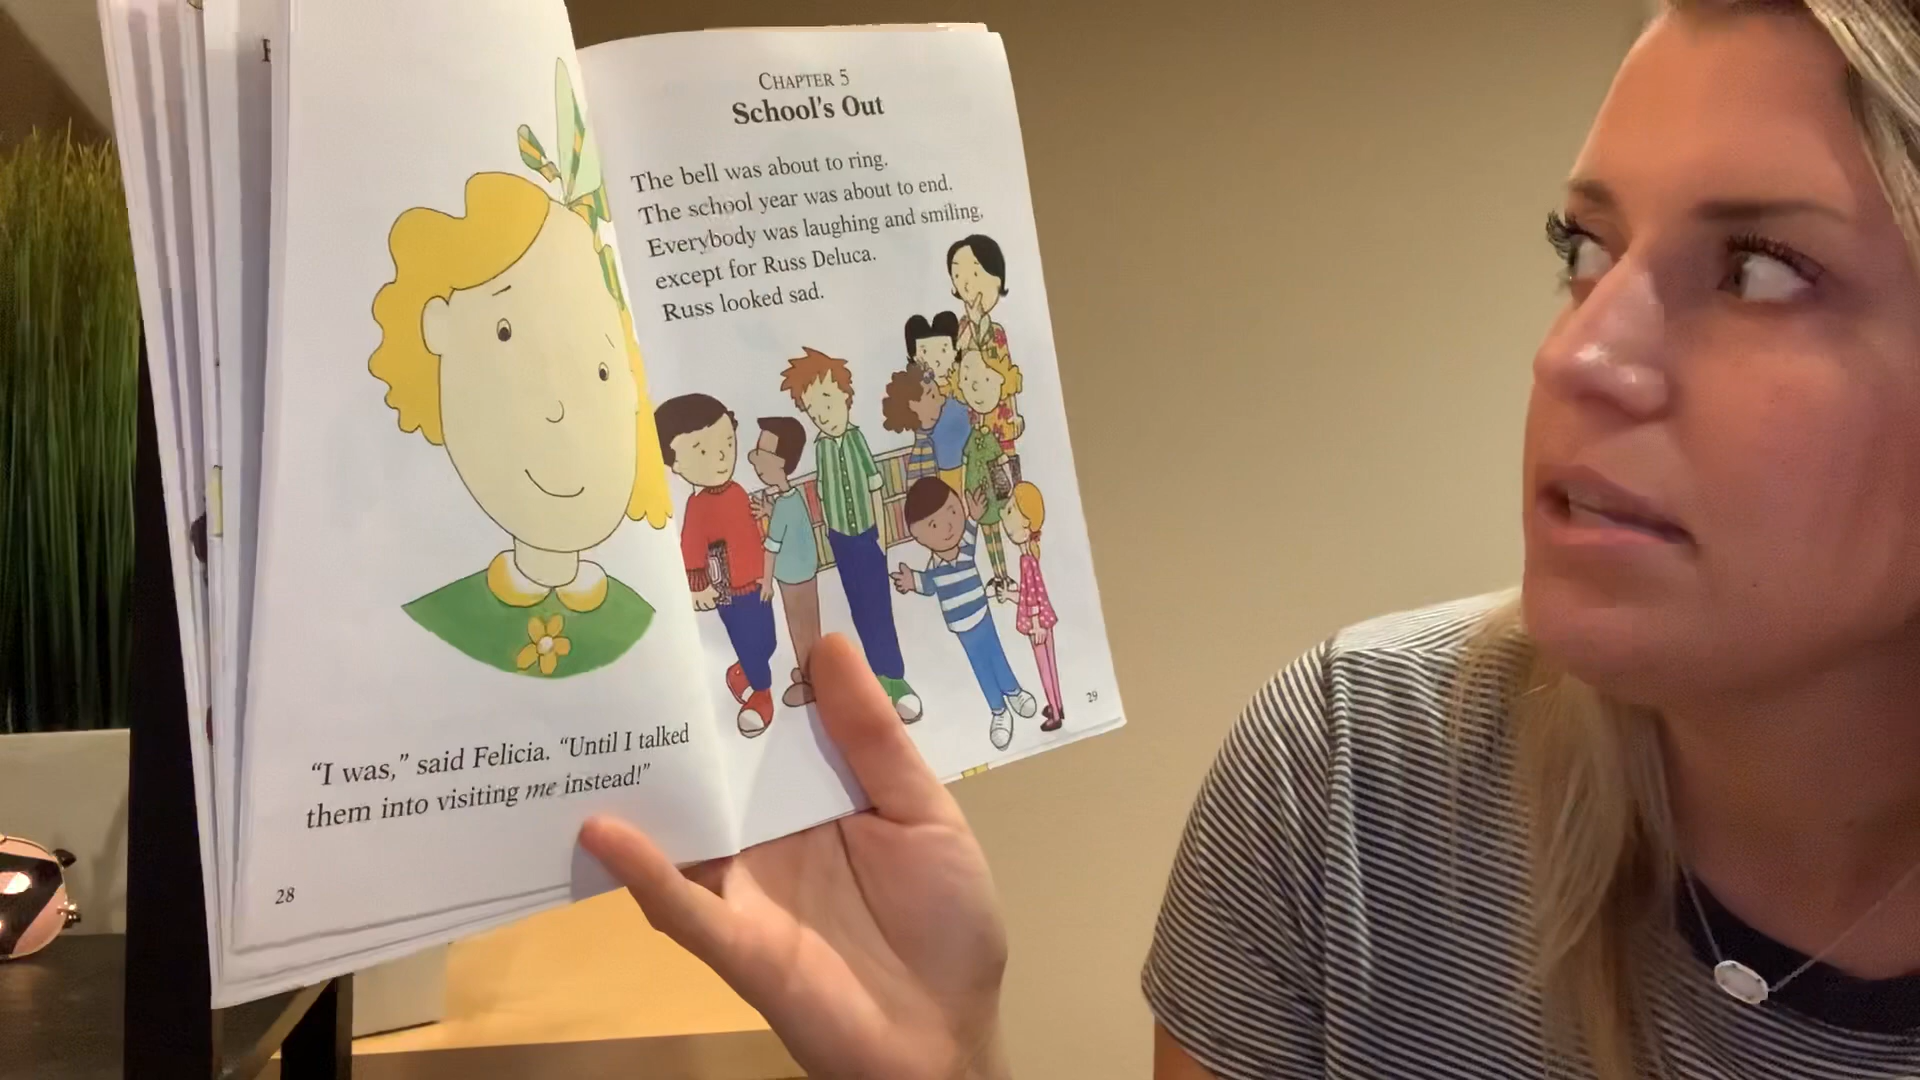 "I was," said Felicia. "Until I talked
them into visiting me instead!"
28
CHAPTER 5
School's Out
The bell was about to ring.
The school year was about to end.
Everybody was laughing and smiling,
except for Russ Deluca.
Russ looked sad.
29